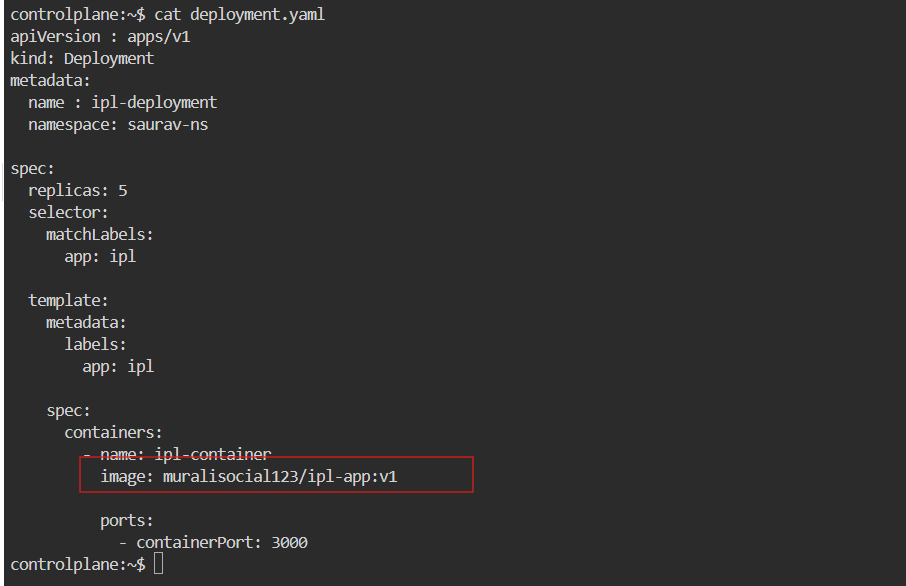 controlplane:~$ cat deployment.yaml
apiVersion : apps/v1
kind: Deployment
metadata:
  name : ipl-deployment
  namespace: saurav-ns

spec:
  replicas: 5
  selector:
    matchLabels:
      app: ipl

  template:
    metadata:
      labels:
        app: ipl

    spec:
      containers:
        - name: ipl-container
          image: muralisocial123/ipl-app:v1

          ports:
            - containerPort: 3000
controlplane:~$